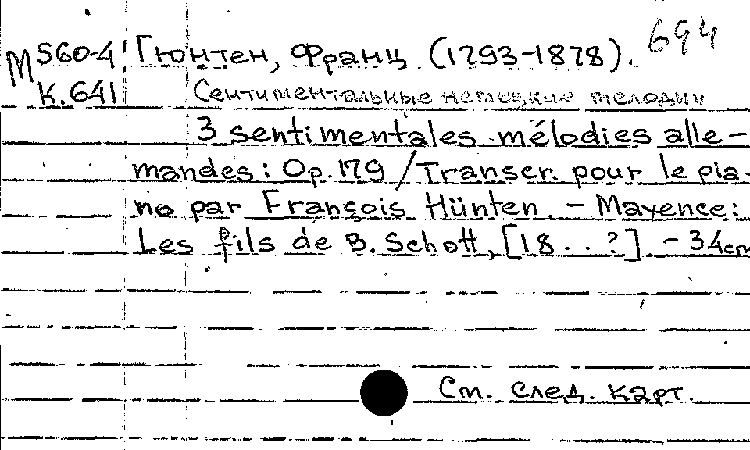 694
М 560-4 Гюнтен, Франц. (1793-1878).
К. 641 Сентиментальные немецкие мелодии
3 sentimentales mélodies alle-
mandes: Op. 179 / Transcr. pour le pia-
no par François Hünten. - Mayence:
Les fils de B. Schott, [18 . . ?] - 34cm
См. след. карт.